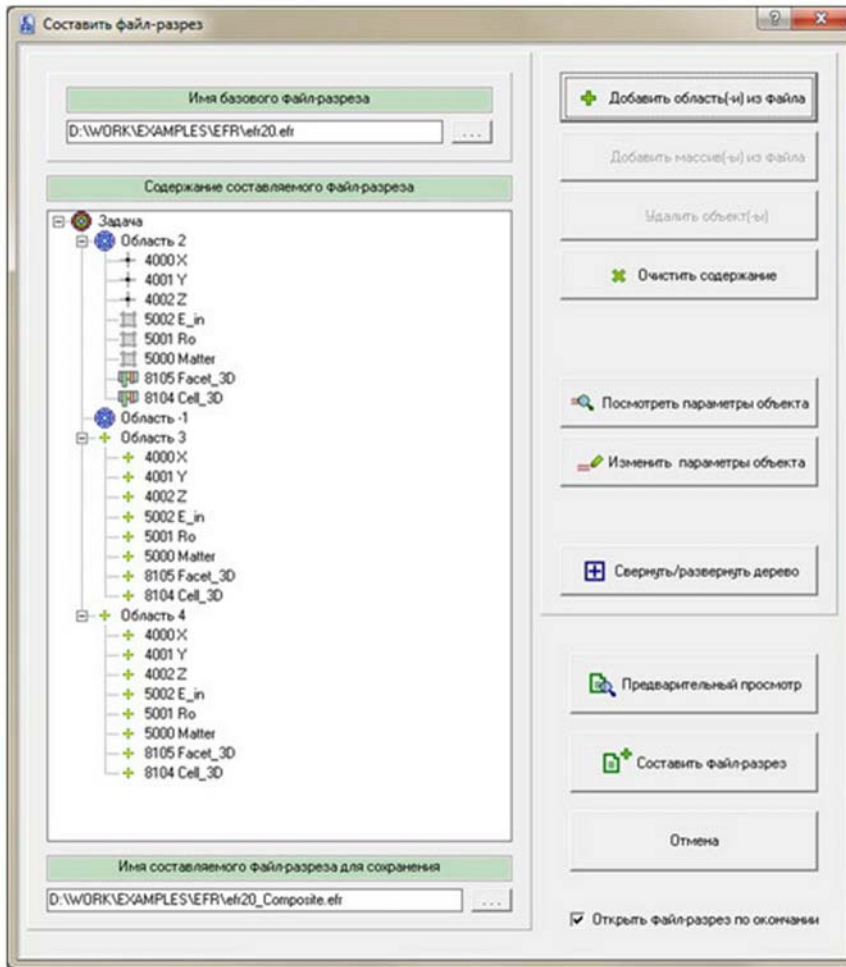 Составить файл-разрез
Имя базового файл-разреза
D:\WORK\EXAMPLES\EFR\efr20.efr
...
Содержание составляемого файл-разреза
Задача
Область 2
4000 X
4001 Y
4002 Z
5002 E_in
5001 Ro
5000 Matter
8105 Facet_3D
8104 Cell_3D
Область -1
Область 3
4000 X
4001 Y
4002 Z
5002 E_in
5001 Ro
5000 Matter
8105 Facet_3D
8104 Cell_3D
Область 4
4000 X
4001 Y
4002 Z
5002 E_in
5001 Ro
5000 Matter
8105 Facet_3D
8104 Cell_3D
Имя составляемого файл-разреза для сохранения
D:\WORK\EXAMPLES\EFR\efr20_Composite.efr
...
Добавить область(-и) из файла
Добавить массив(-ы) из файла
Удалить объект(-ы)
Очистить содержание
Посмотреть параметры объекта
Изменить параметры объекта
Свернуть/развернуть дерево
Предварительный просмотр
Составить файл-разрез
Отмена
Открыть файл-разрез по окончании